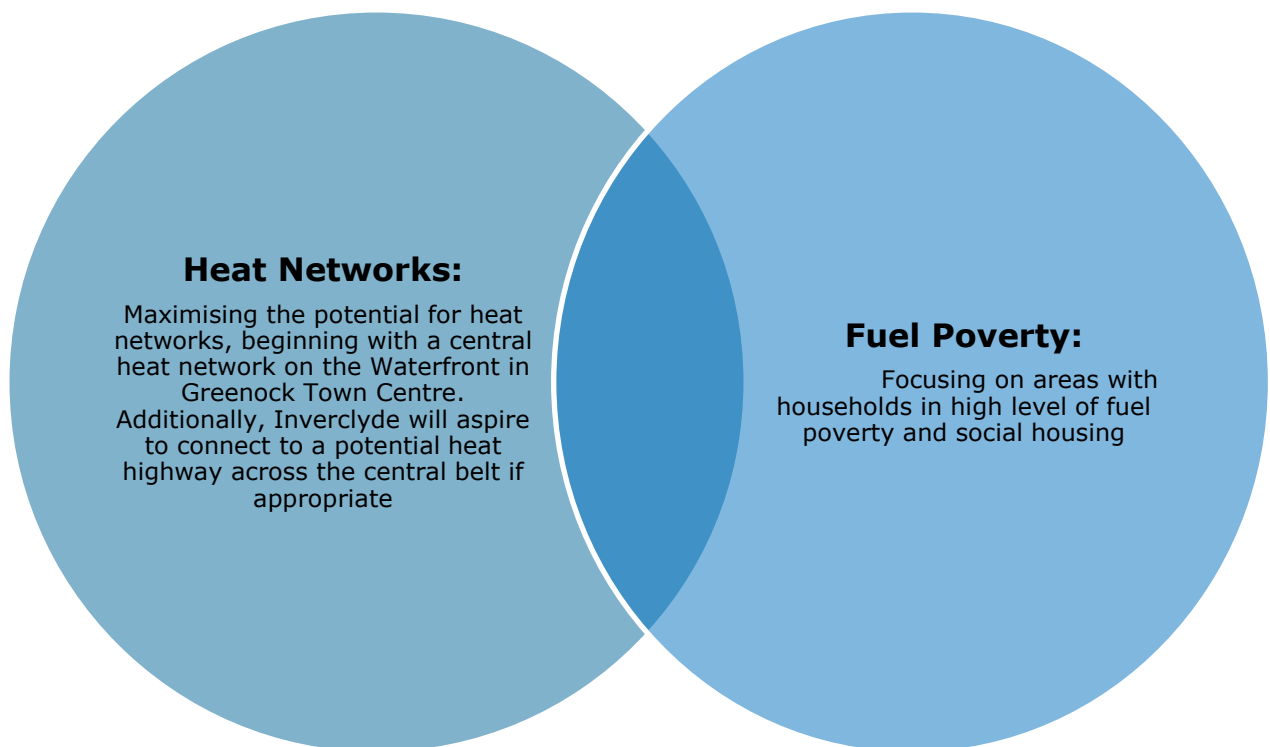 Heat Networks:
Maximising the potential for heat
networks, beginning with a central
heat network on the Waterfront in
Greenock Town Centre.
Additionally, Inverclyde will aspire
to connect to a potential heat
highway across the central belt if
appropriate
Fuel Poverty:
Focusing on areas with
households in high level of fuel
poverty and social housing